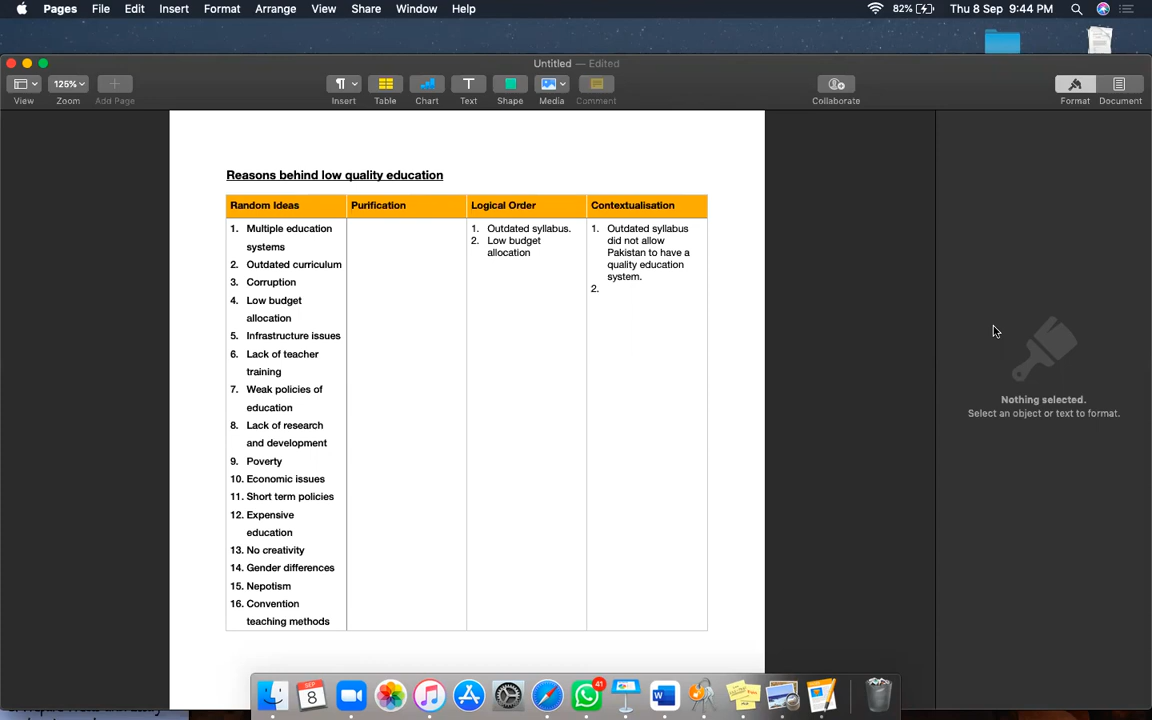 Pages File Edit Insert Format Arrange View Share Window Help 82% Thu 8 Sep 9:44 PM
Untitled — Edited
125%
View Zoom Add Page Insert Table Chart Text Shape Media Comment Collaborate Format Document
Reasons behind low quality education
Random Ideas
1. Multiple education
systems
2. Outdated curriculum
3. Corruption
4. Low budget
allocation
5. Infrastructure issues
6. Lack of teacher
training
7. Weak policies of
education
8. Lack of research
and development
9. Poverty
10. Economic issues
11. Short term policies
12. Expensive
education
13. No creativity
14. Gender differences
15. Nepotism
16. Convention
teaching methods
Purification
Logical Order
1. Outdated syllabus.
2. Low budget
allocation
Contextualisation
1. Outdated syllabus
did not allow
Pakistan to have a
quality education
system.
2.
Nothing selected.
Select an object or text to format.
SEP
8
41
W